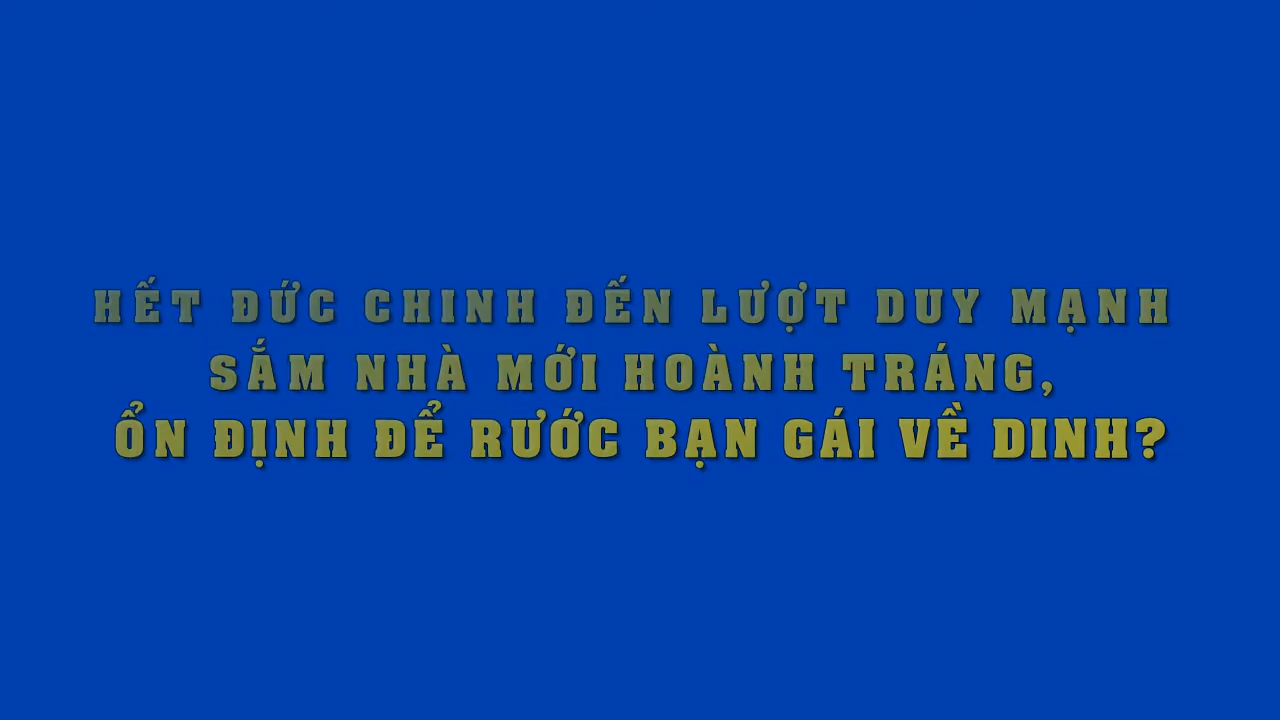 HẾT ĐỨC CHINH ĐẾN LƯỢT DUY MẠNH
SẮM NHÀ MỚI HOÀNH TRÁNG,
ỔN ĐỊNH ĐỂ RƯỚC BẠN GÁI VỀ DINH?